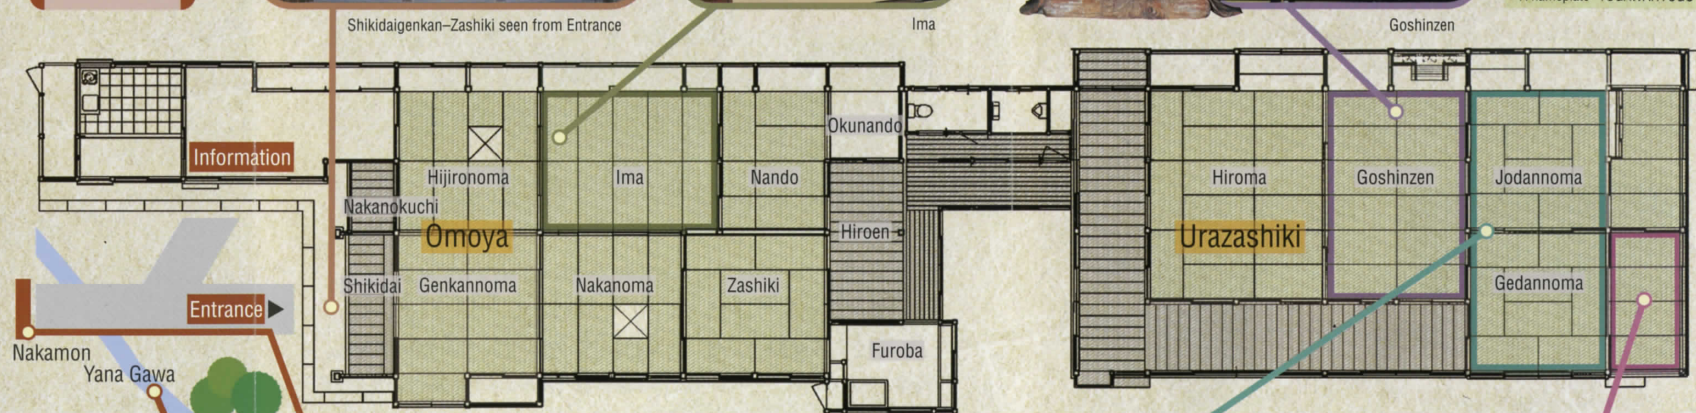 Shikidaigenkan–Zashiki seen from Entrance
Ima
Goshinzen
Information
Okunando
Hijironoma
Ima
Nando
Hiroma
Goshinzen
Jodannoma
Nakanokuchi
Omoya
Hiroen
Urazashiki
Shikidai
Genkannoma
Nakanoma
Zashiki
Gedannoma
Entrance
Nakamon
Furoba
Yana Gawa